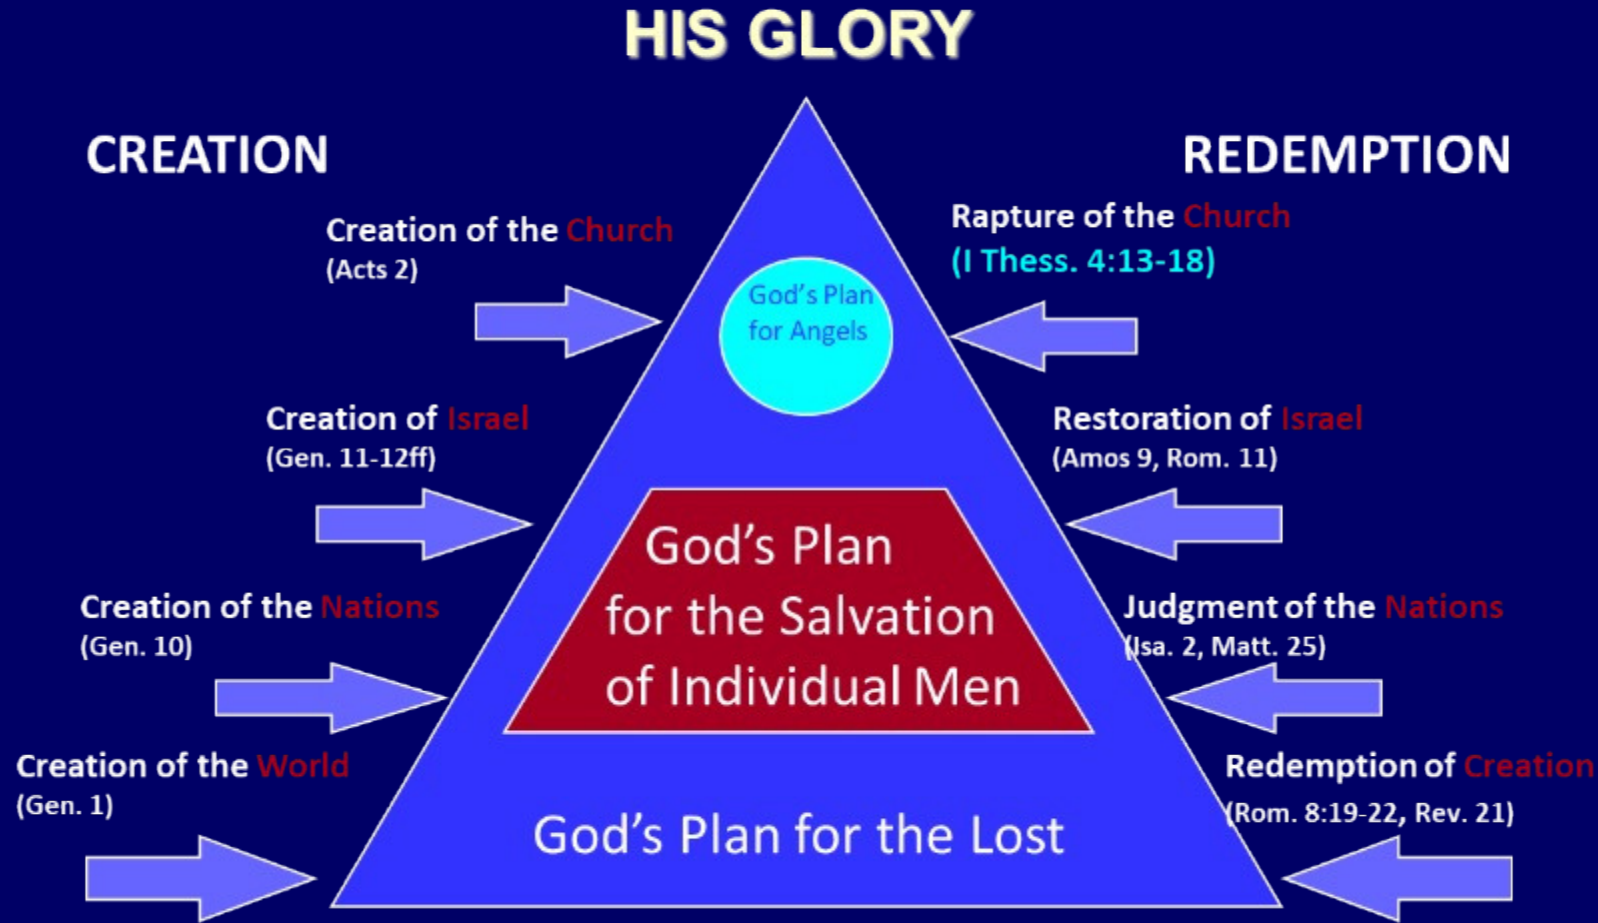 HIS GLORY
CREATION
REDEMPTION
Creation of the Church
(Acts 2)
Rapture of the Church
(I Thess. 4:13-18)
God's Plan
for Angels
Creation of Israel
(Gen. 11-12ff)
Restoration of Israel
(Amos 9, Rom. 11)
God's Plan
for the Salvation
of Individual Men
Creation of the Nations
(Gen. 10)
Judgment of the Nations
(Isa. 2, Matt. 25)
Creation of the World
(Gen. 1)
Redemption of Creation
(Rom. 8:19-22, Rev. 21)
God's Plan for the Lost